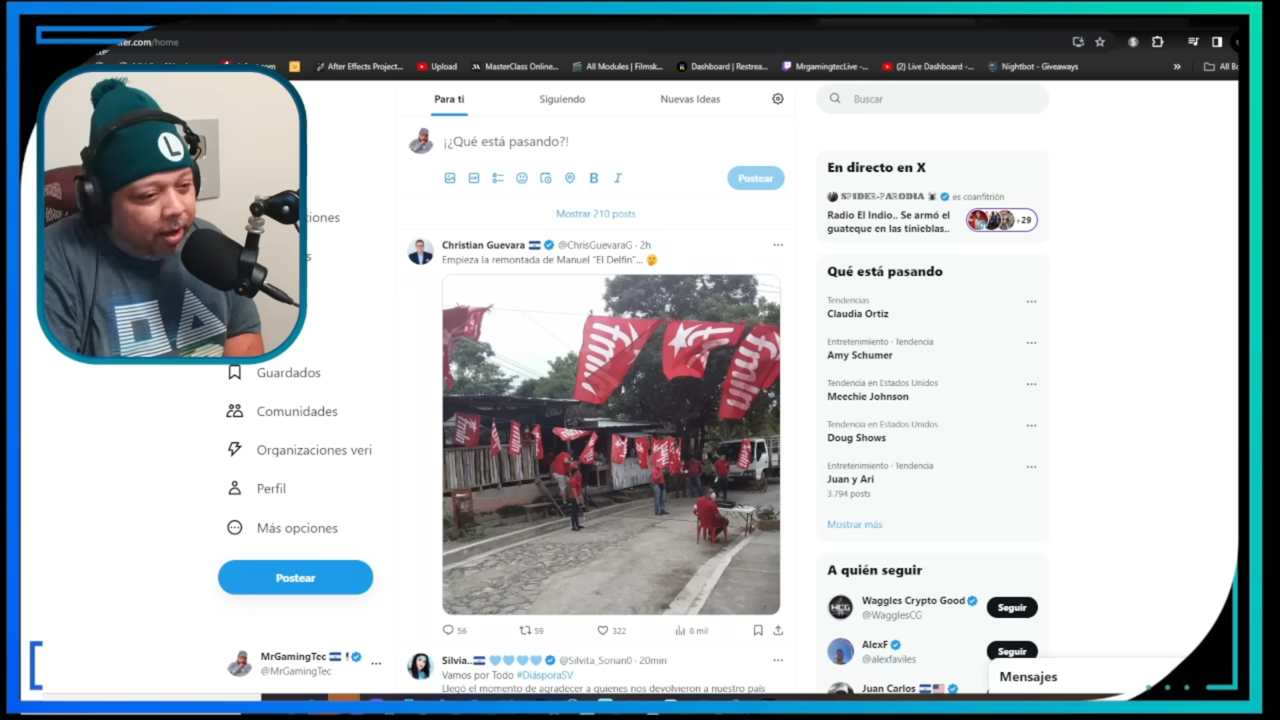 ter.com/home
After Effects Project...
Upload
MasterClass Online...
All Modules | Filmsk...
Dashboard | Restrea...
MrgamingtecLive -...
(2) Live Dashboard -...
Nightbot - Giveaways
»
All Bo
L
Para ti
Siguiendo
Nuevas Ideas
Buscar
¡¿Qué está pasando?!
Postear
Mostrar 210 posts
Christian Guevara @ChrisGuevaraG · 2h
Empieza la remontada de Manuel "El Delfin"...
fmln
fmln
56
59
322
8 mil
Silvia.. @Silvita_Sorian0 · 20min
Vamos por Todo #DiásporaSV
Llegó el momento de agradecer a quienes nos devolvieron a nuestro país
ciones
s
Guardados
Comunidades
Organizaciones veri
Perfil
Más opciones
Postear
MrGamingTec
@MrGamingTec
En directo en X
SPIDER-PARODIA es coanfitrión
Radio El Indio.. Se armó el
guateque en las tinieblas..
+29
Qué está pasando
Tendencias
Claudia Ortiz
Entretenimiento · Tendencia
Amy Schumer
Tendencia en Estados Unidos
Meechie Johnson
Tendencia en Estados Unidos
Doug Shows
Entretenimiento · Tendencia
Juan y Ari
3.794 posts
Mostrar más
A quién seguir
Waggles Crypto Good
@WagglesCG
Seguir
AlexF
@alexfaviles
Seguir
Juan Carlos
Mensajes